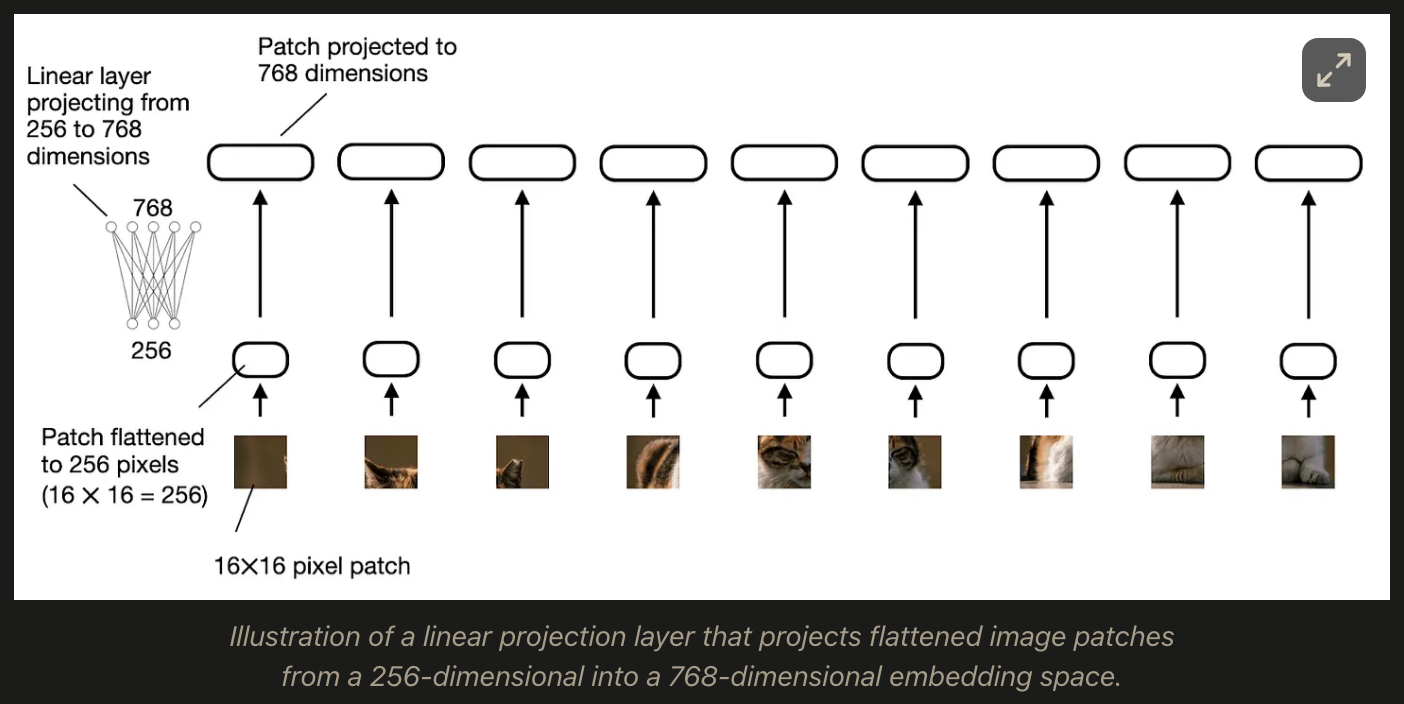 Patch projected to
768 dimensions
Linear layer
projecting from
256 to 768
dimensions
768
256
Patch flattened
to 256 pixels
(16 × 16 = 256)
16×16 pixel patch
Illustration of a linear projection layer that projects flattened image patches
from a 256-dimensional into a 768-dimensional embedding space.